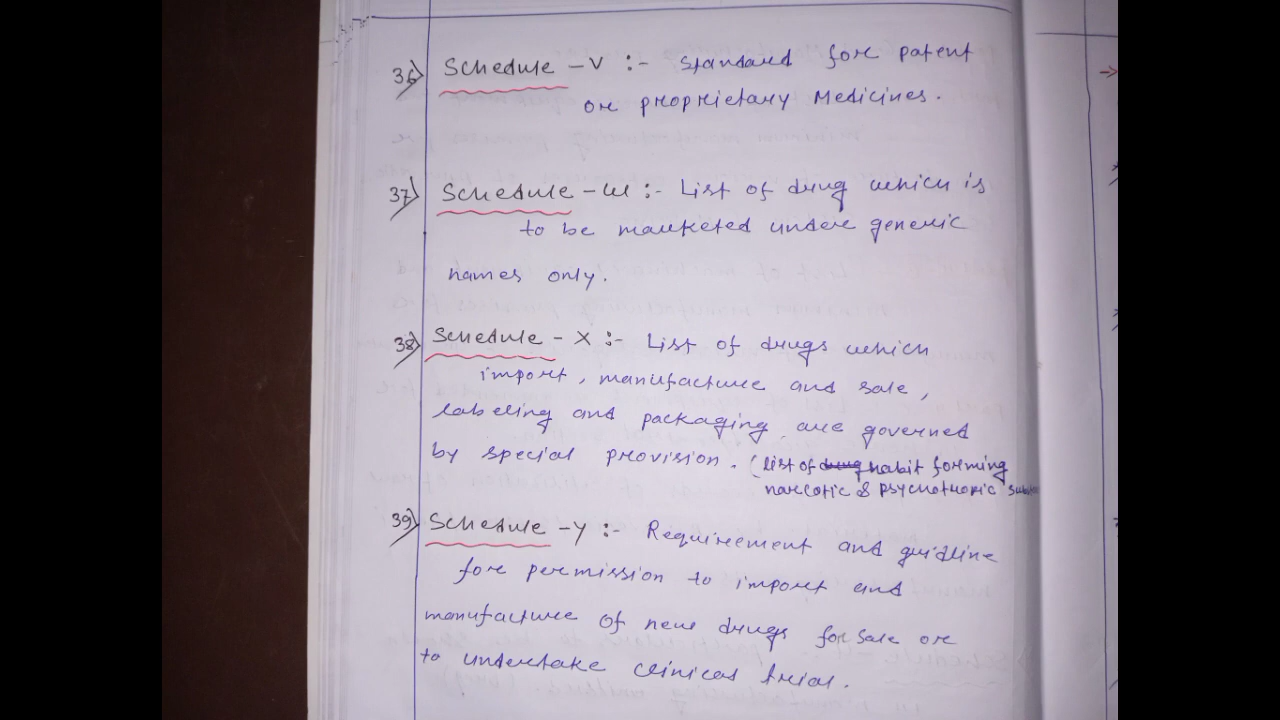 36) Schedule - V :- Standard for patent
or proprietary Medicines.
37) Schedule - W :- List of drug which is
to be marketed under generic
names only.
38) Schedule - X :- List of drugs which
import, manufacture and sale,
labeling and packaging are governed
by special provision. (list of drug habit forming
narcotic & psychotropic
39) Schedule - Y :- Requirement and guidline
for permission to import and
manufacture of new drugs for sale or
to undertake clinical trial.